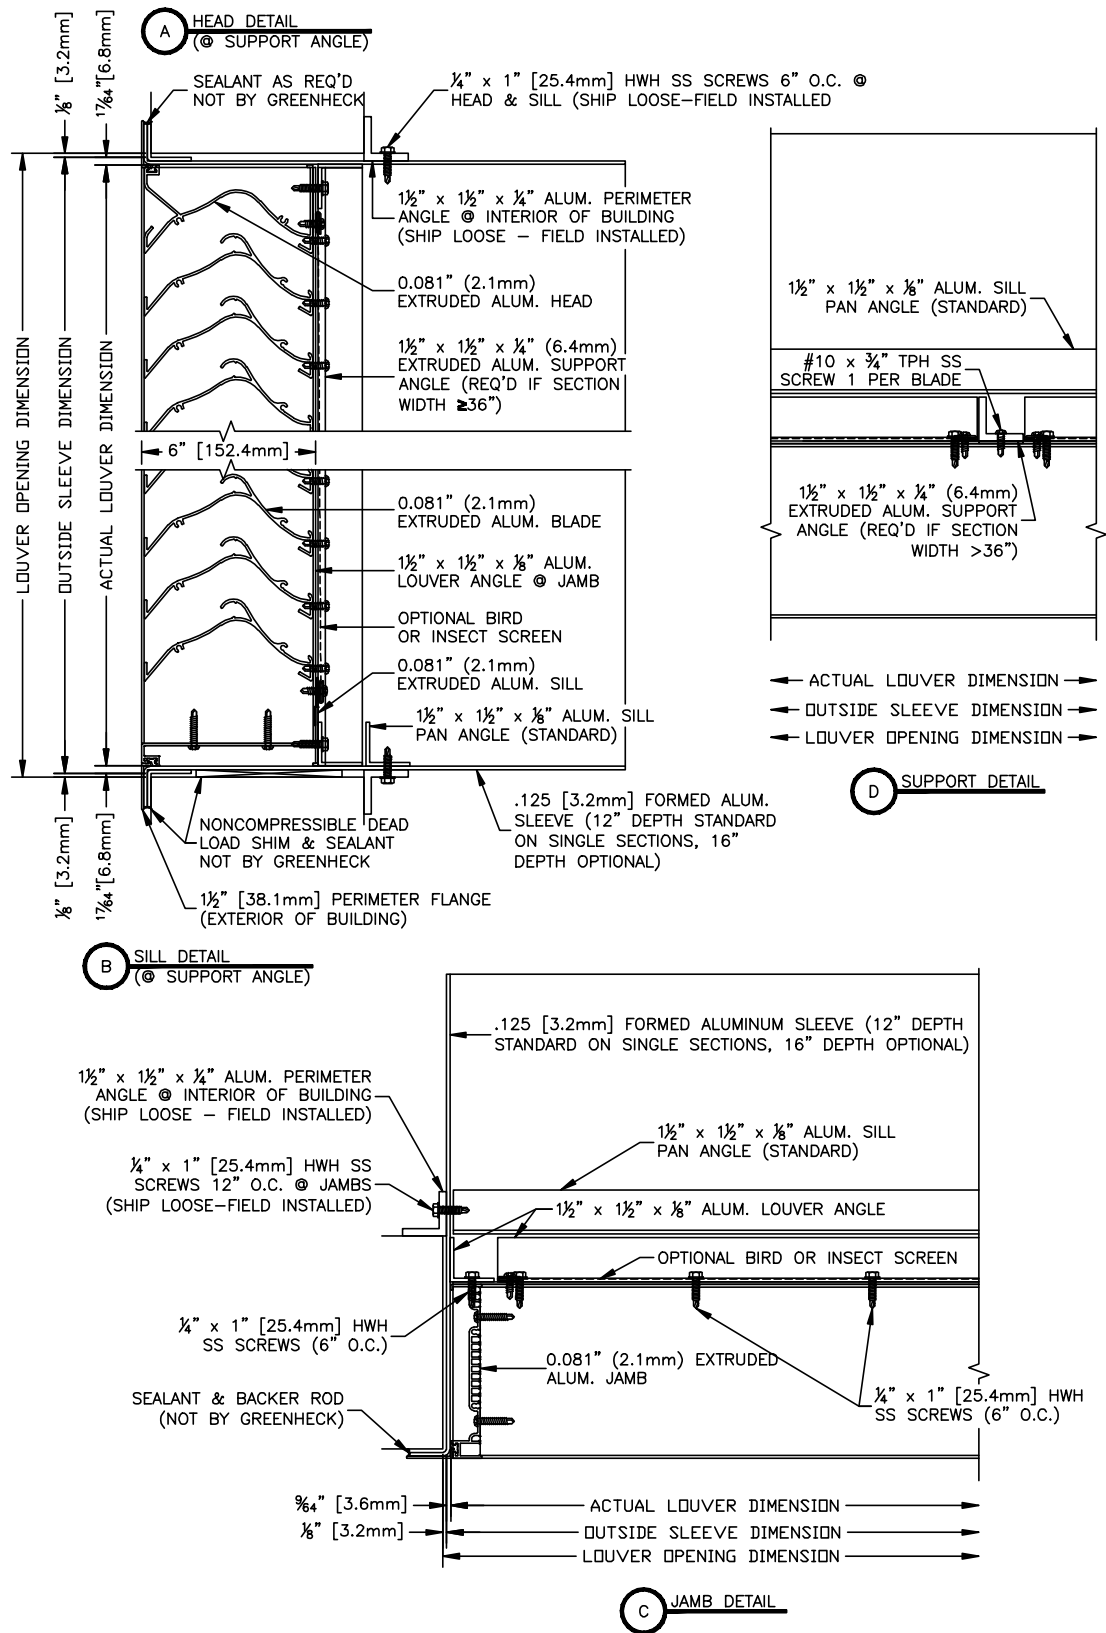 A
HEAD DETAIL
(@ SUPPORT ANGLE)
⅛” [3.2mm]
17⁄64”[6.8mm]
SEALANT AS REQ'D
NOT BY GREENHECK
¼” x 1” [25.4mm] HWH SS SCREWS 6” O.C. @
HEAD & SILL (SHIP LOOSE–FIELD INSTALLED
1½” x 1½” x ¼” ALUM. PERIMETER
ANGLE @ INTERIOR OF BUILDING
(SHIP LOOSE – FIELD INSTALLED)
0.081” (2.1mm)
EXTRUDED ALUM. HEAD
1½” x 1½” x ¼” (6.4mm)
EXTRUDED ALUM. SUPPORT
ANGLE (REQ'D IF SECTION
WIDTH ≥36”)
LOUVER OPENING DIMENSION
OUTSIDE SLEEVE DIMENSION
ACTUAL LOUVER DIMENSION
6” [152.4mm]
0.081” (2.1mm)
EXTRUDED ALUM. BLADE
1½” x 1½” x ⅛” ALUM.
LOUVER ANGLE @ JAMB
OPTIONAL BIRD
OR INSECT SCREEN
0.081” (2.1mm)
EXTRUDED ALUM. SILL
1½” x 1½” x ⅛” ALUM. SILL
PAN ANGLE (STANDARD)
.125 [3.2mm] FORMED ALUM.
SLEEVE (12” DEPTH STANDARD
ON SINGLE SECTIONS, 16”
DEPTH OPTIONAL)
NONCOMPRESSIBLE DEAD
LOAD SHIM & SEALANT
NOT BY GREENHECK
⅛” [3.2mm]
17⁄64”[6.8mm]
1½” [38.1mm] PERIMETER FLANGE
(EXTERIOR OF BUILDING)
B
SILL DETAIL
(@ SUPPORT ANGLE)
1½” x 1½” x ⅛” ALUM. SILL
PAN ANGLE (STANDARD)
#10 x ¾” TPH SS
SCREW 1 PER BLADE
1½” x 1½” x ¼” (6.4mm)
EXTRUDED ALUM. SUPPORT
ANGLE (REQ'D IF SECTION
WIDTH >36”)
ACTUAL LOUVER DIMENSION
OUTSIDE SLEEVE DIMENSION
LOUVER OPENING DIMENSION
D
SUPPORT DETAIL
.125 [3.2mm] FORMED ALUMINUM SLEEVE (12” DEPTH
STANDARD ON SINGLE SECTIONS, 16” DEPTH OPTIONAL)
1½” x 1½” x ¼” ALUM. PERIMETER
ANGLE @ INTERIOR OF BUILDING
(SHIP LOOSE – FIELD INSTALLED)
1½” x 1½” x ⅛” ALUM. SILL
PAN ANGLE (STANDARD)
¼” x 1” [25.4mm] HWH SS
SCREWS 12” O.C. @ JAMBS
(SHIP LOOSE–FIELD INSTALLED)
1½” x 1½” x ⅛” ALUM. LOUVER ANGLE
OPTIONAL BIRD OR INSECT SCREEN
¼” x 1” [25.4mm] HWH
SS SCREWS (6” O.C.)
0.081” (2.1mm) EXTRUDED
ALUM. JAMB
SEALANT & BACKER ROD
(NOT BY GREENHECK)
¼” x 1” [25.4mm] HWH
SS SCREWS (6” O.C.)
9⁄64” [3.6mm]
ACTUAL LOUVER DIMENSION
⅛” [3.2mm]
OUTSIDE SLEEVE DIMENSION
LOUVER OPENING DIMENSION
C
JAMB DETAIL